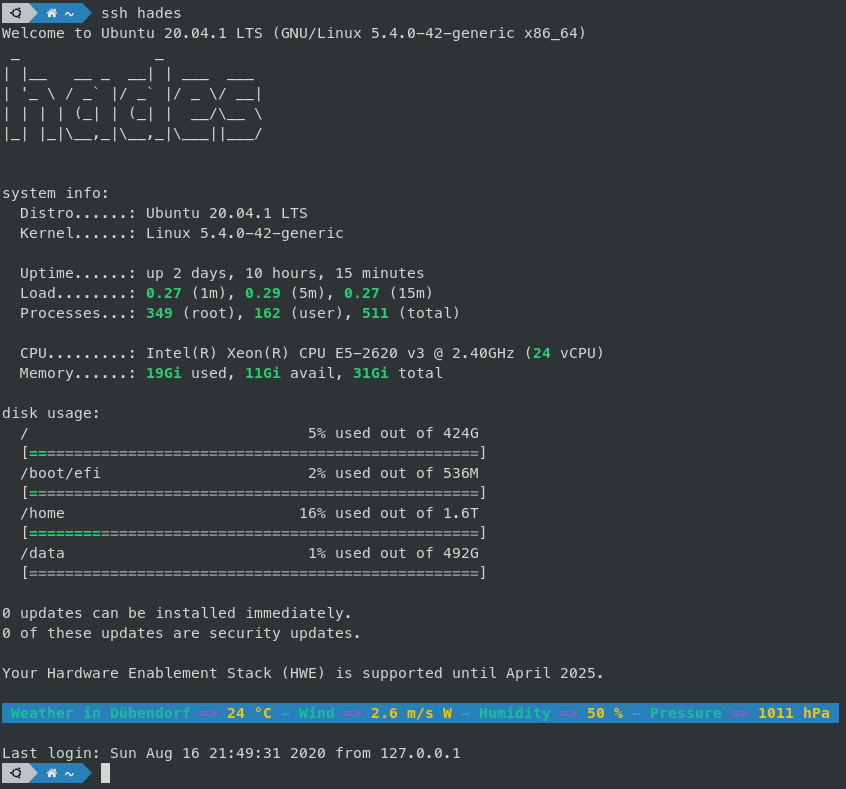 ~ ssh hades
Welcome to Ubuntu 20.04.1 LTS (GNU/Linux 5.4.0-42-generic x86_64)
 _               _
| |__   __ _  __| | ___  ___
| '_ \ / _` |/ _` |/ _ \/ __|
| | | | (_| | (_| |  __/\__ \
|_| |_|\__,_|\__,_|\___||___/
system info:
  Distro......: Ubuntu 20.04.1 LTS
  Kernel......: Linux 5.4.0-42-generic
  Uptime......: up 2 days, 10 hours, 15 minutes
  Load........: 0.27 (1m), 0.29 (5m), 0.27 (15m)
  Processes...: 349 (root), 162 (user), 511 (total)
  CPU.........: Intel(R) Xeon(R) CPU E5-2620 v3 @ 2.40GHz (24 vCPU)
  Memory......: 19Gi used, 11Gi avail, 31Gi total
disk usage:
  /                               5% used out of 424G
  [==================================================]
  /boot/efi                       2% used out of 536M
  [==================================================]
  /home                          16% used out of 1.6T
  [==================================================]
  /data                           1% used out of 492G
  [==================================================]
0 updates can be installed immediately.
0 of these updates are security updates.
Your Hardware Enablement Stack (HWE) is supported until April 2025.
Weather in Dübendorf => 24 °C - Wind => 2.6 m/s W - Humidity => 50 % - Pressure => 1011 hPa
Last login: Sun Aug 16 21:49:31 2020 from 127.0.0.1
~